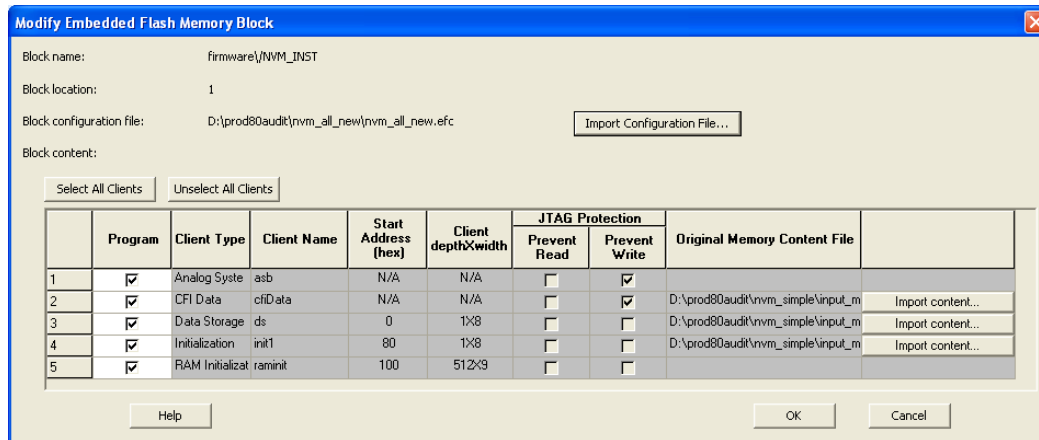 Modify Embedded Flash Memory Block
Block name: firmware\/NVM_INST
Block location: 1
Block configuration file: D:\prod80audit\nvm_all_new\nvm_all_new.efc Import Configuration File...
Block content:
Select All Clients Unselect All Clients
Program Client Type Client Name Start Address (hex) Client depthXwidth JTAG Protection Prevent Read Prevent Write Original Memory Content File
1 Analog Syste asb N/A N/A
2 CFI Data cfiData N/A N/A D:\prod80audit\nvm_simple\input_m Import content...
3 Data Storage ds 0 1X8 D:\prod80audit\nvm_simple\input_m Import content...
4 Initialization init1 80 1X8 D:\prod80audit\nvm_simple\input_m Import content...
5 RAM Initializat raminit 100 512X9
Help OK Cancel